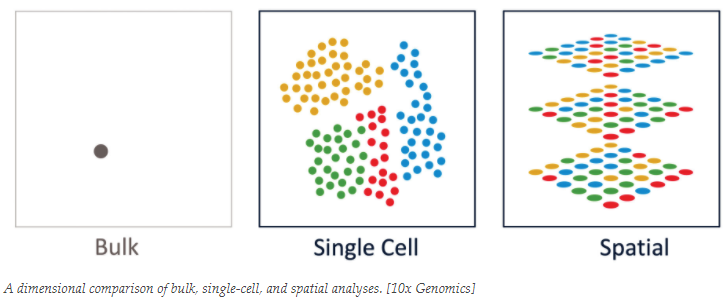 Bulk
Single Cell
Spatial
A dimensional comparison of bulk, single-cell, and spatial analyses. [10x Genomics]